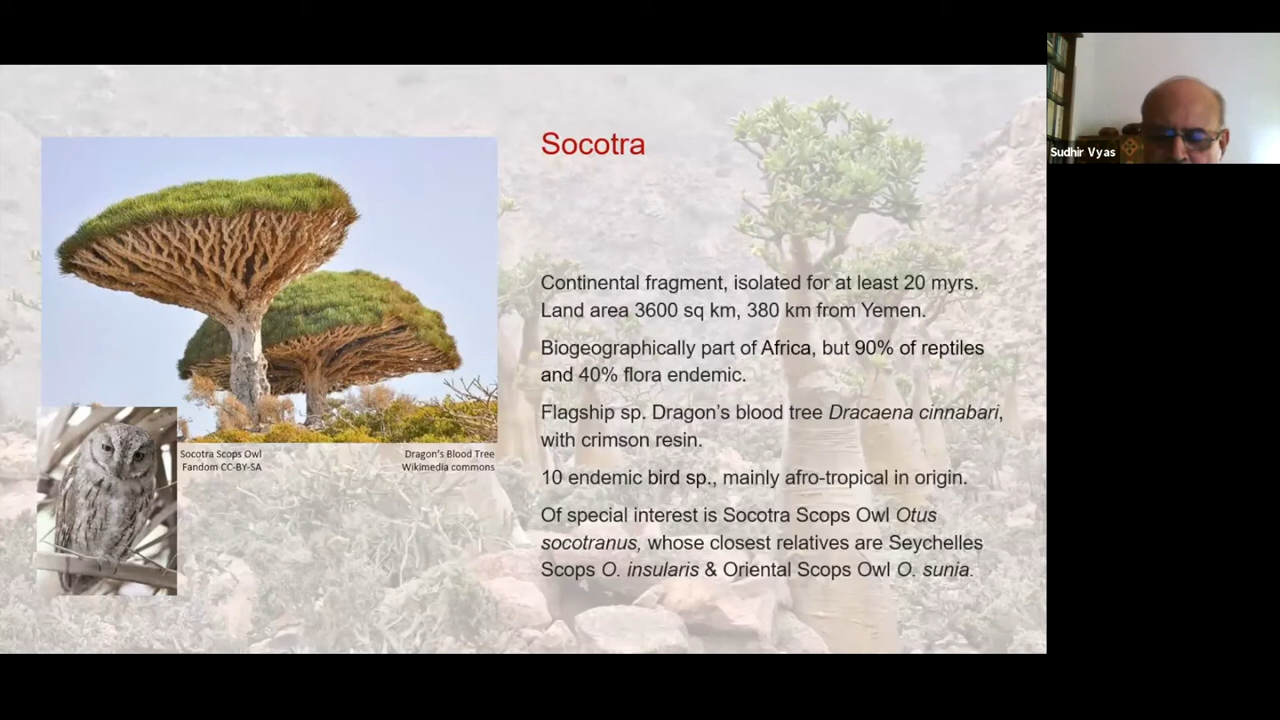 Socotra
Continental fragment, isolated for at least 20 myrs.
Land area 3600 sq km, 380 km from Yemen.
Biogeographically part of Africa, but 90% of reptiles
and 40% flora endemic.
Flagship sp. Dragon’s blood tree Dracaena cinnabari,
with crimson resin.
10 endemic bird sp., mainly afro-tropical in origin.
Of special interest is Socotra Scops Owl Otus
socotranus, whose closest relatives are Seychelles
Scops O. insularis & Oriental Scops Owl O. sunia.
Socotra Scops Owl
Fandom CC-BY-SA
Dragon’s Blood Tree
Wikimedia commons
Sudhir Vyas